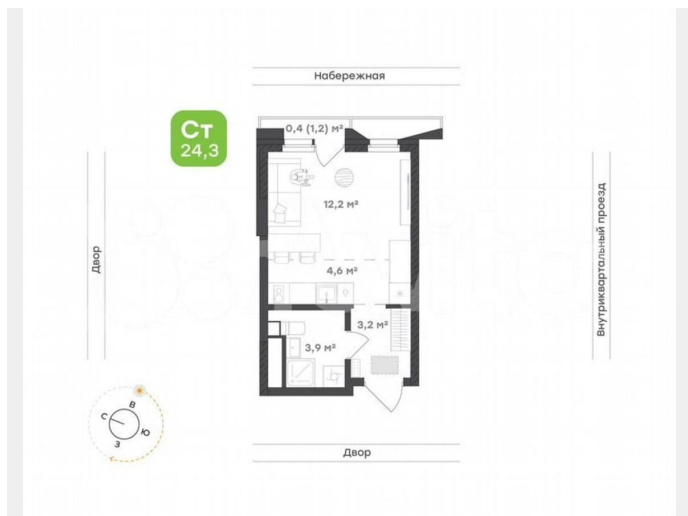 Набережная
Ст
24,3
0,4 (1,2) м²
12,2 м²
4,6 м²
3,2 м²
3,9 м²
Двор
Внутриквартальный проезд
В
С
Ю
З
Двор